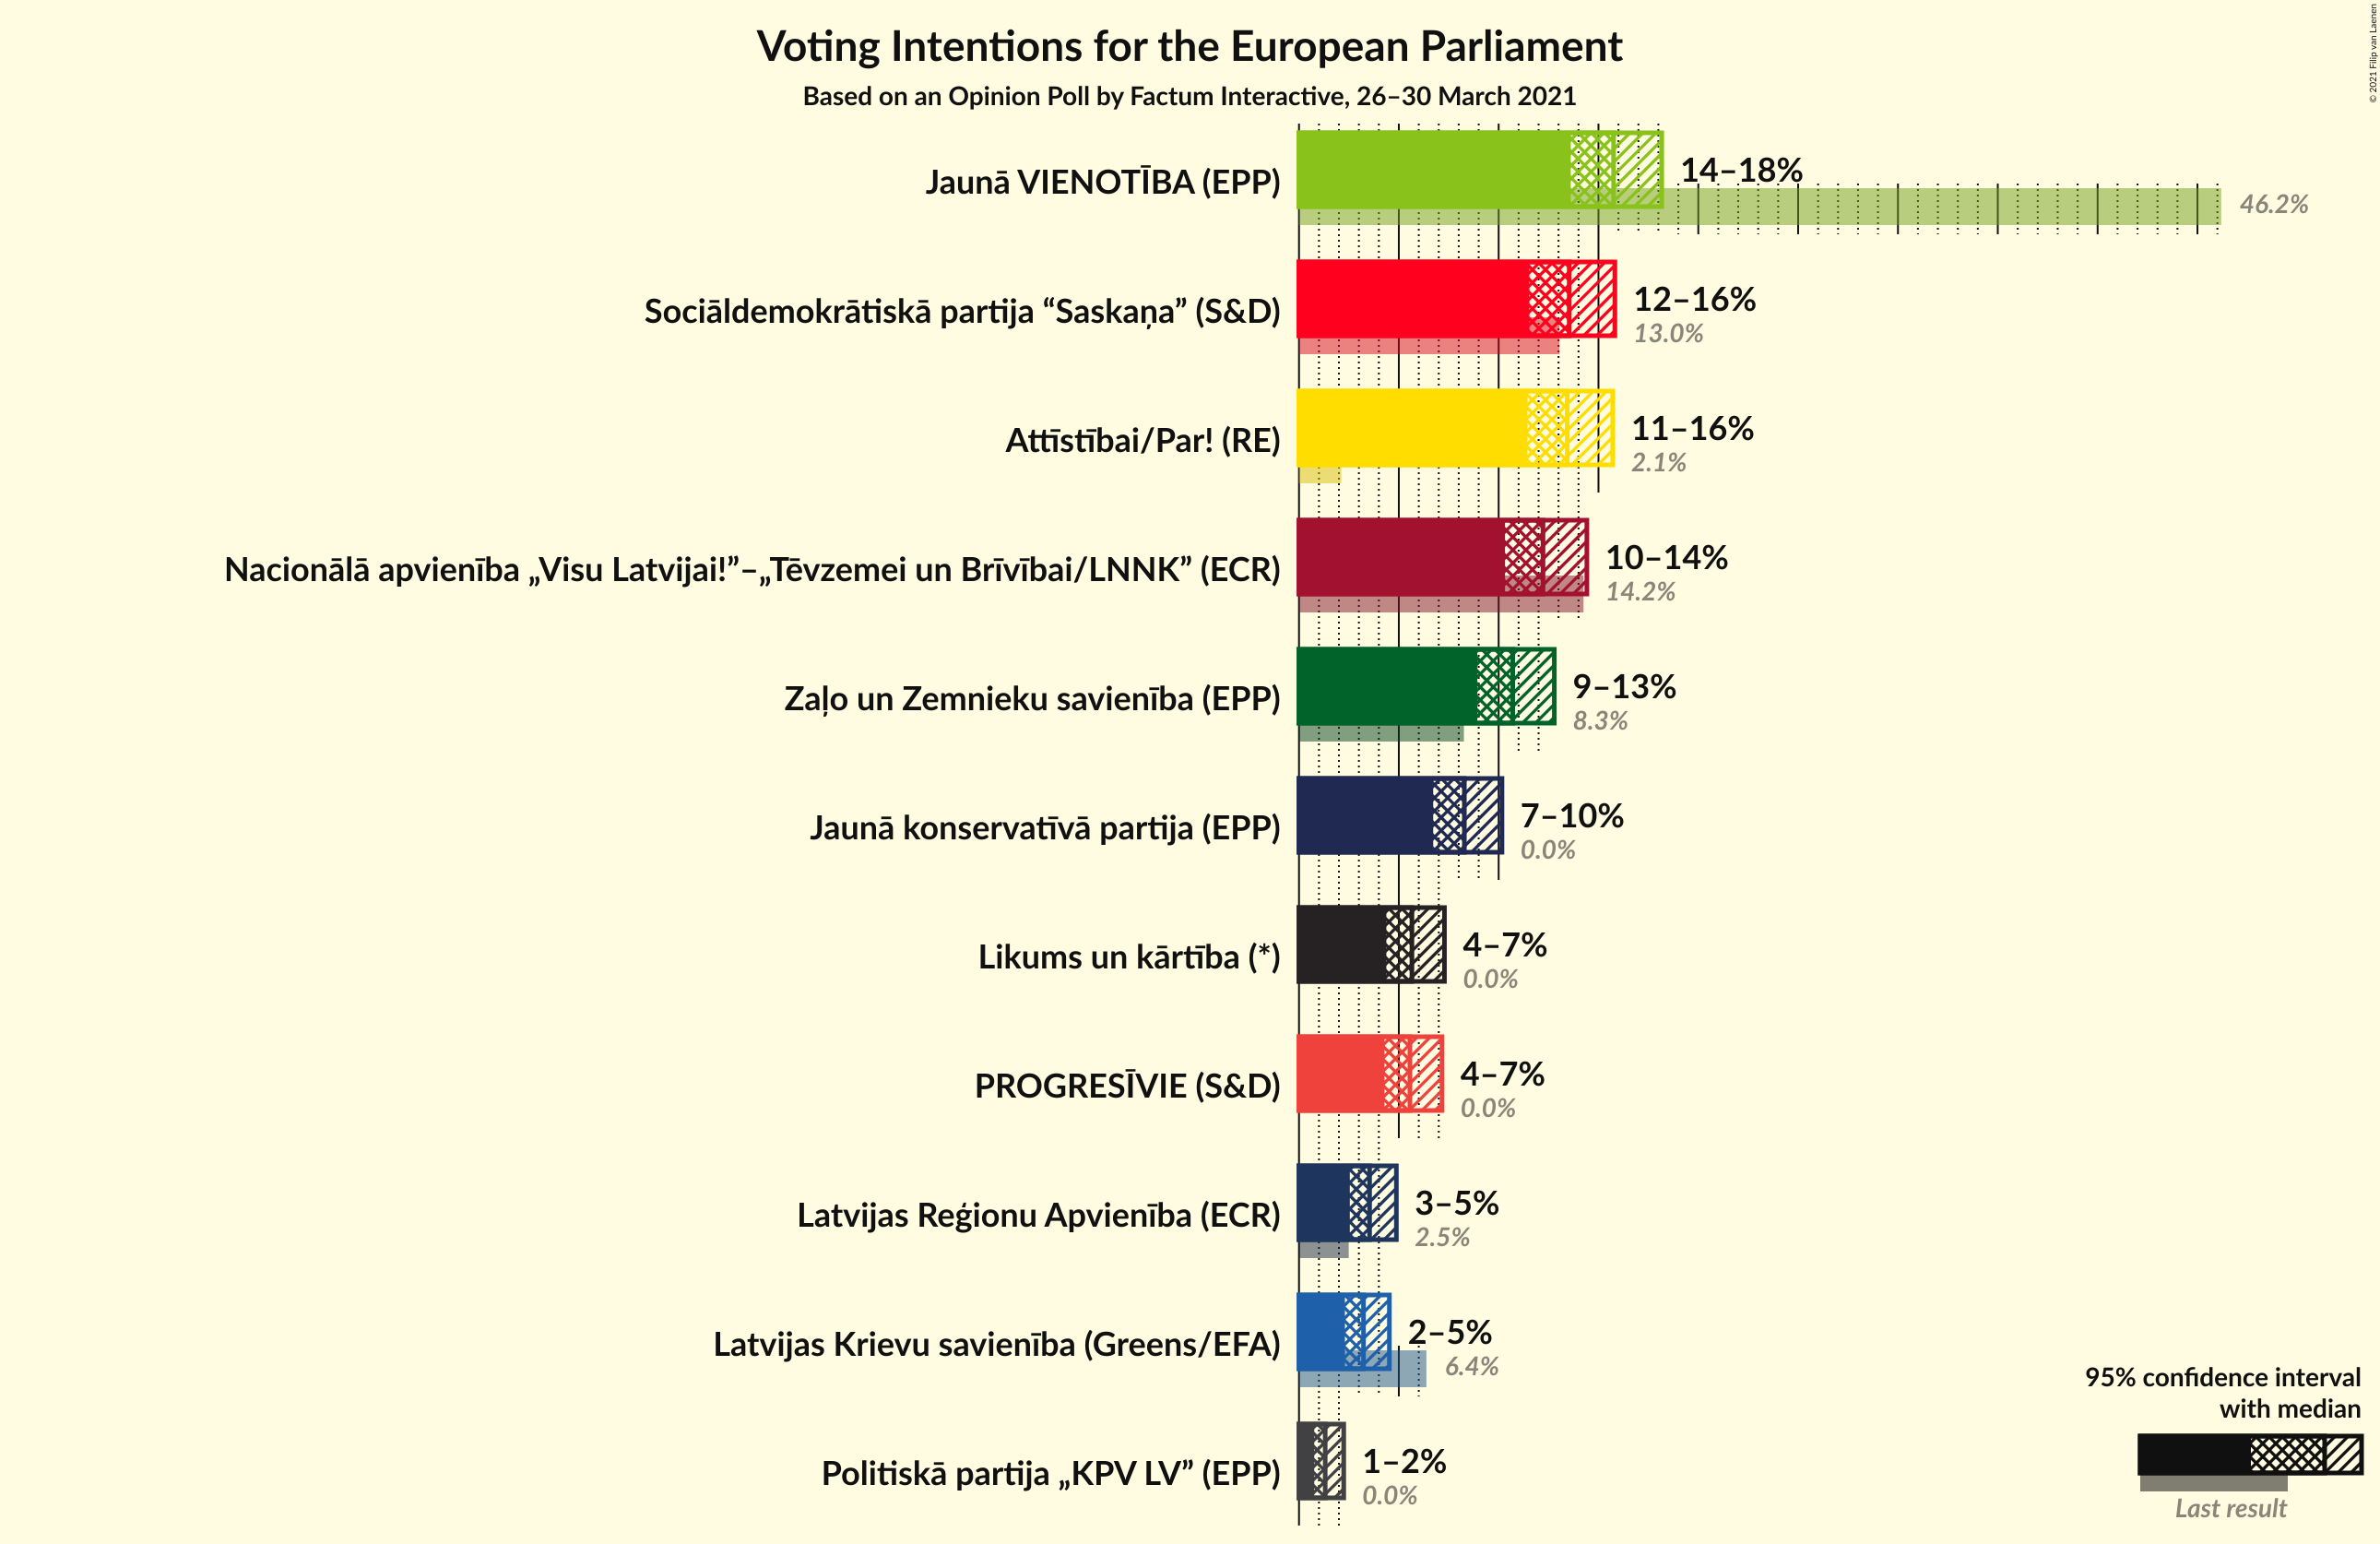 Voting Intentions for the European Parliament
Based on an Opinion Poll by Factum Interactive, 26–30 March 2021
© 2021 Filip van Laenen
Jaunā VIENOTĪBA (EPP)
14–18%
46.2%
Sociāldemokrātiskā partija “Saskaņa” (S&D)
12–16%
13.0%
Attīstībai/Par! (RE)
11–16%
2.1%
Nacionālā apvienība „Visu Latvijai!”–„Tēvzemei un Brīvībai/LNNK” (ECR)
10–14%
14.2%
Zaļo un Zemnieku savienība (EPP)
9–13%
8.3%
Jaunā konservatīvā partija (EPP)
7–10%
0.0%
Likums un kārtība (*)
4–7%
0.0%
PROGRESĪVIE (S&D)
4–7%
0.0%
Latvijas Reģionu Apvienība (ECR)
3–5%
2.5%
Latvijas Krievu savienība (Greens/EFA)
2–5%
6.4%
Politiskā partija „KPV LV” (EPP)
1–2%
0.0%
95% confidence interval
with median
Last result